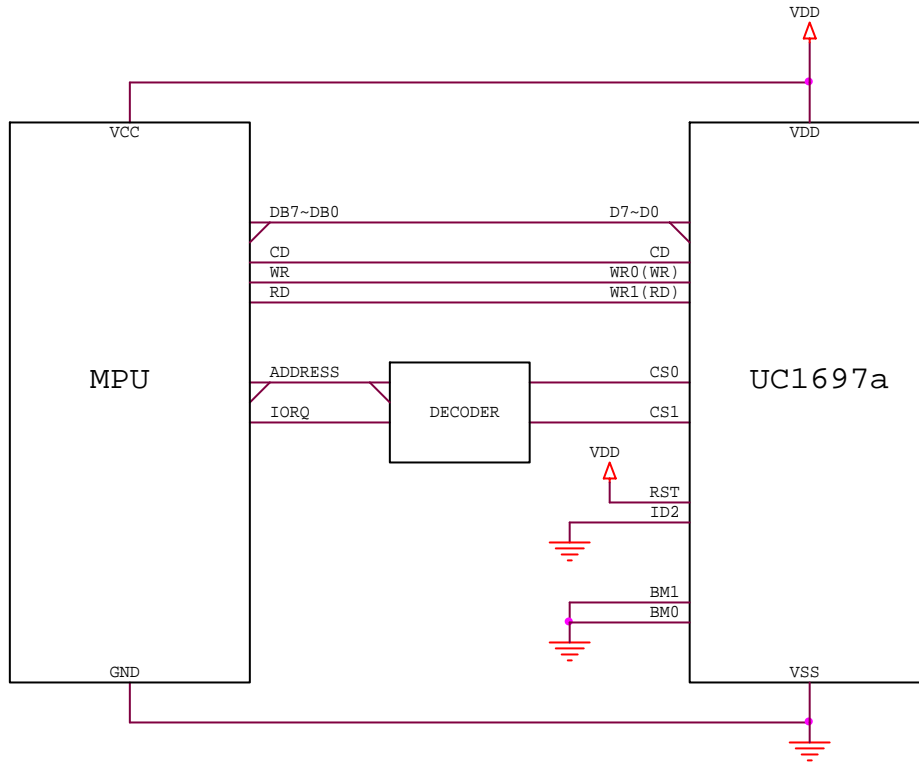 VDD
VCC
VDD
DB7~DB0
D7~D0
CD
CD
WR
WR0(WR)
RD
WR1(RD)
MPU
ADDRESS
CS0
UC1697a
IORQ
DECODER
CS1
VDD
RST
ID2
BM1
BM0
GND
VSS